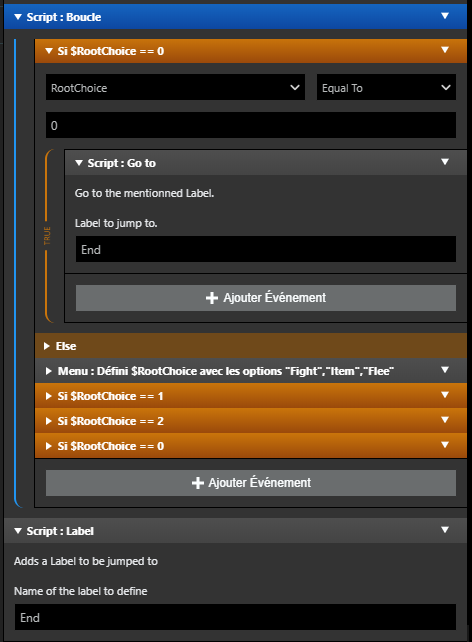 Script : Boucle
Si $RootChoice == 0
RootChoice Equal To
0
Script : Go to
Go to the mentionned Label.
Label to jump to.
TRUE
End
Ajouter Événement
Else
Menu : Défini $RootChoice avec les options "Fight","Item","Flee"
Si $RootChoice == 1
Si $RootChoice == 2
Si $RootChoice == 0
Ajouter Événement
Script : Label
Adds a Label to be jumped to
Name of the label to define
End